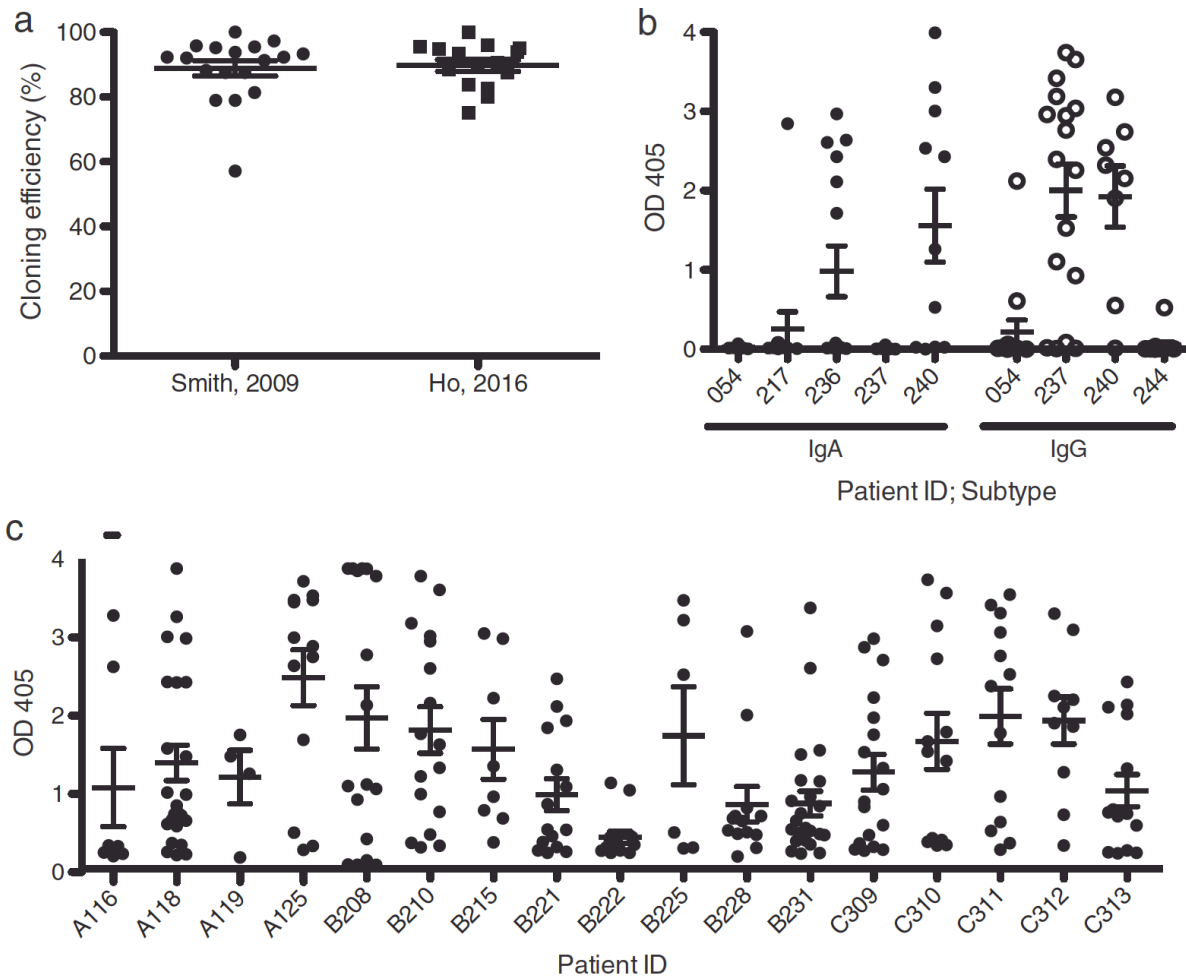 a
Cloning efficiency (%)
100
80
60
40
20
0
Smith, 2009
Ho, 2016
b
OD 405
4
3
2
1
0
054
217
236
237
240
054
237
240
244
IgA
IgG
Patient ID; Subtype
c
OD 405
4
3
2
1
0
A116
A118
A119
A125
B208
B210
B215
B221
B222
B225
B228
B231
C309
C310
C311
C312
C313
Patient ID